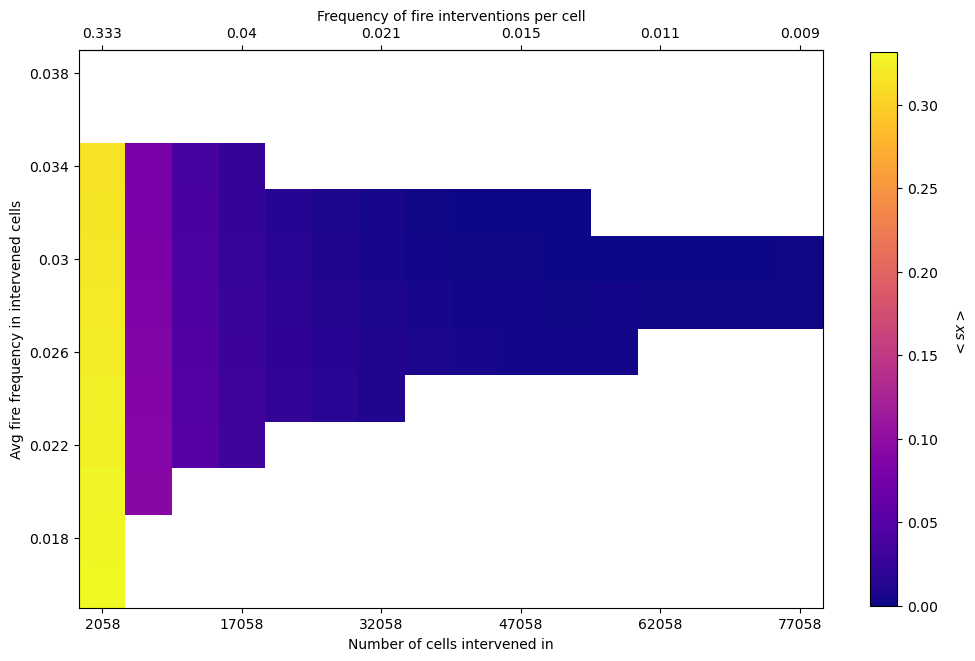 Frequency of fire interventions per cell
0.333 0.04 0.021 0.015 0.011 0.009
0.038
0.034
0.03
0.026
0.022
0.018
Avg fire frequency in intervened cells
2058 17058 32058 47058 62058 77058
Number of cells intervened in
0.30
0.25
0.20
0.15
0.10
0.05
0.00
< sx >